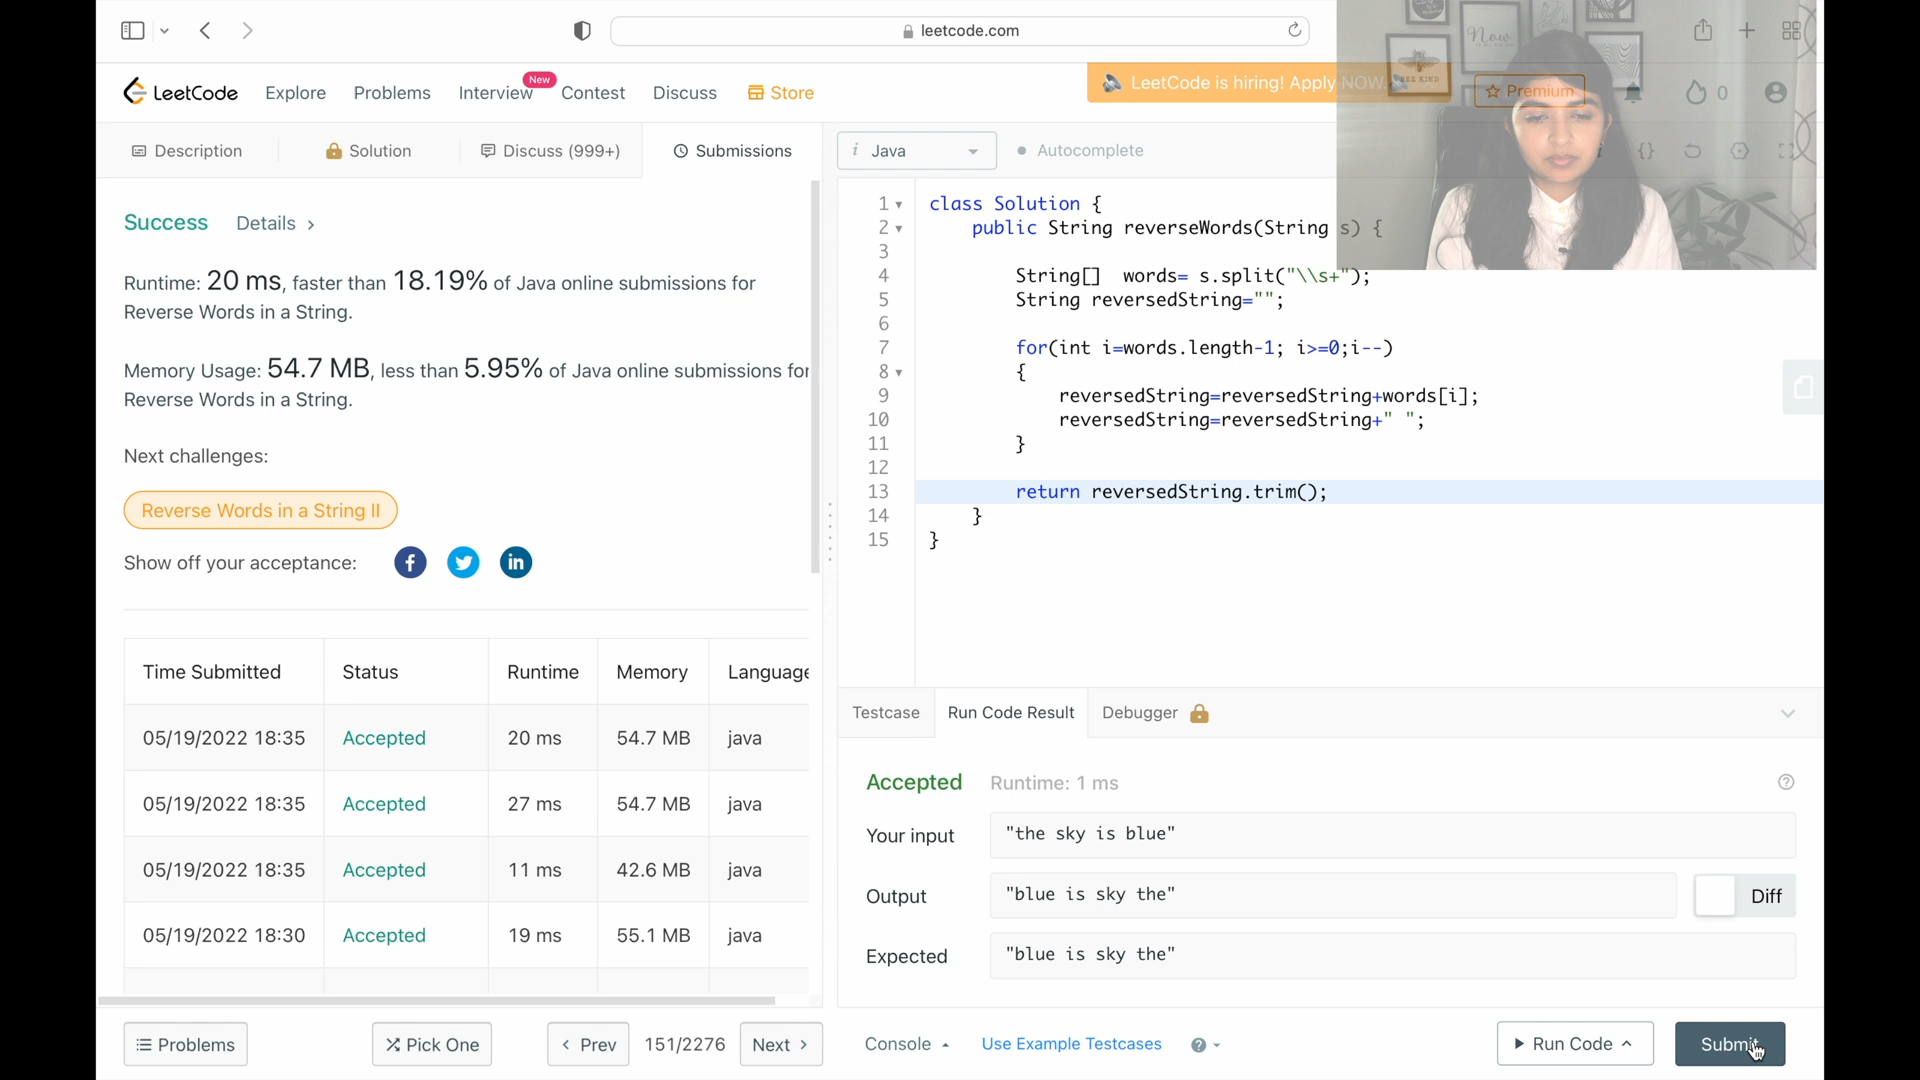 leetcode.com
LeetCode
Explore
Problems
Interview
New
Contest
Discuss
Store
LeetCode is hiring! Apply NOW.
BEE KIND
Now
Premium
0
Description
Solution
Discuss (999+)
Submissions
i Java
Autocomplete
i
{}
Success
Details >
Runtime: 20 ms, faster than 18.19% of Java online submissions for
Reverse Words in a String.
Memory Usage: 54.7 MB, less than 5.95% of Java online submissions for
Reverse Words in a String.
Next challenges:
Reverse Words in a String II
Show off your acceptance:
Time Submitted Status Runtime Memory Language
05/19/2022 18:35 Accepted 20 ms 54.7 MB java
05/19/2022 18:35 Accepted 27 ms 54.7 MB java
05/19/2022 18:35 Accepted 11 ms 42.6 MB java
05/19/2022 18:30 Accepted 19 ms 55.1 MB java
1 class Solution {
2 public String reverseWords(String s) {
3
4 String[]  words= s.split("\\s+");
5 String reversedString="";
6
7 for(int i=words.length-1; i>=0;i--)
8 {
9 reversedString=reversedString+words[i];
10 reversedString=reversedString+" ";
11 }
12
13 return reversedString.trim();
14 }
15 }
Testcase
Run Code Result
Debugger
Accepted
Runtime: 1 ms
Your input
"the sky is blue"
Output
"blue is sky the"
Diff
Expected
"blue is sky the"
Problems
Pick One
Prev
151/2276
Next
Console
Use Example Testcases
Run Code
Submit